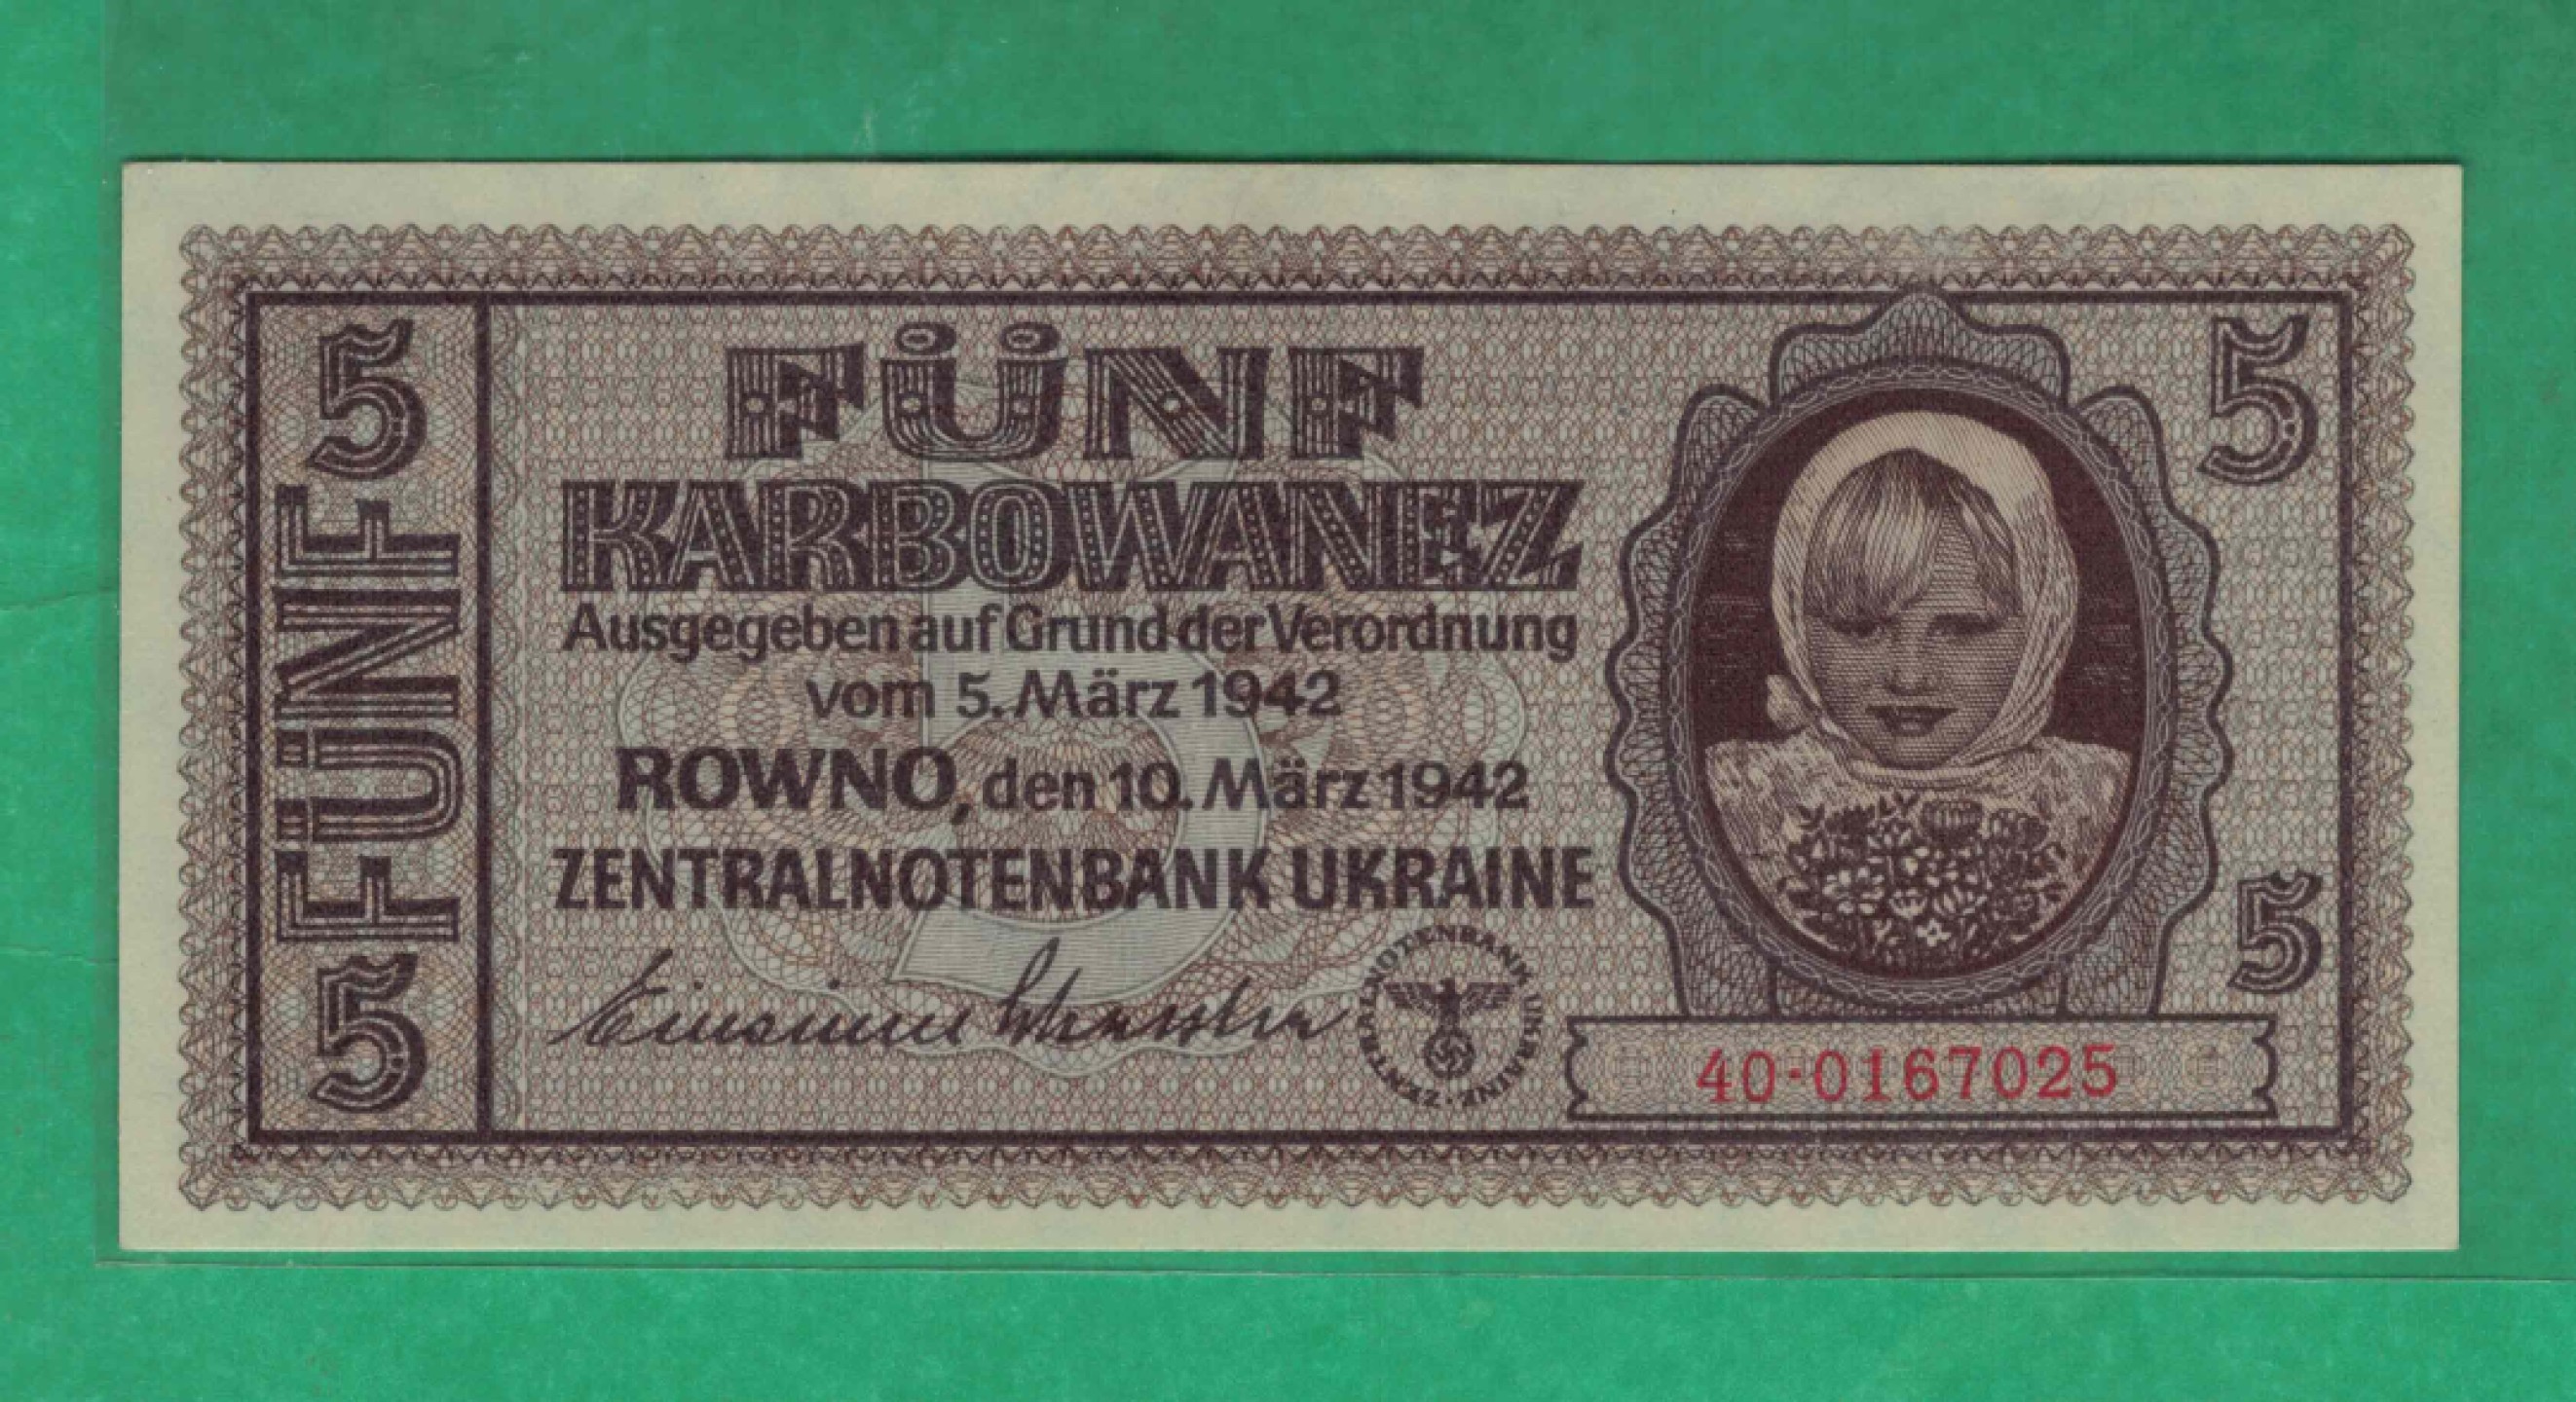 5 FÜNF 5
FÜNF
KARBOWANEZ
Ausgegeben auf Grund der Verordnung
vom 5. März 1942
ROWNO, den 10. März 1942
ZENTRALNOTENBANK UKRAINE
ZENTRALNOTENBANK UKRAINE
5
5
5
40·0167025